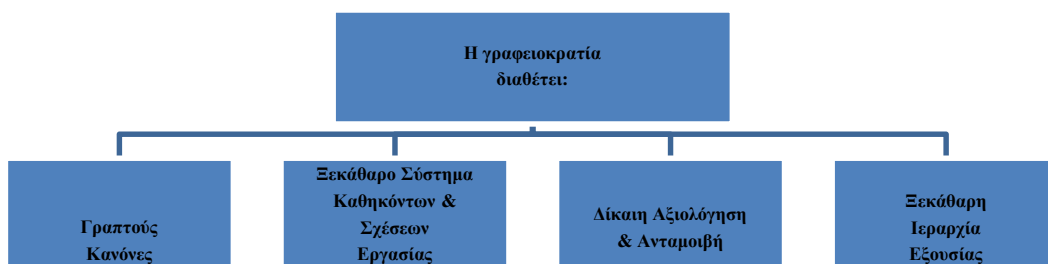 Η γραφειοκρατία
διαθέτει:
Γραπτούς
Κανόνες
Ξεκάθαρο Σύστημα
Καθηκόντων &
Σχέσεων
Εργασίας
Δίκαιη Αξιολόγηση
& Ανταμοιβή
Ξεκάθαρη
Ιεραρχία
Εξουσίας